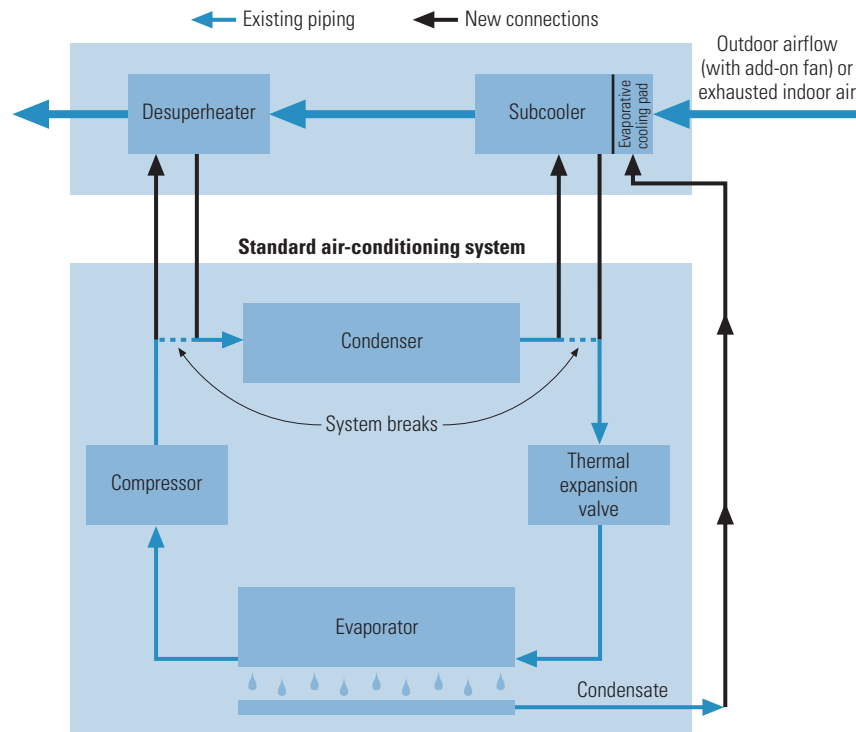 Existing piping
New connections
Outdoor airflow
(with add-on fan) or
exhausted indoor air
Desuperheater
Subcooler
Evaporative
cooling pad
Standard air-conditioning system
Condenser
System breaks
Compressor
Thermal
expansion
valve
Evaporator
Condensate